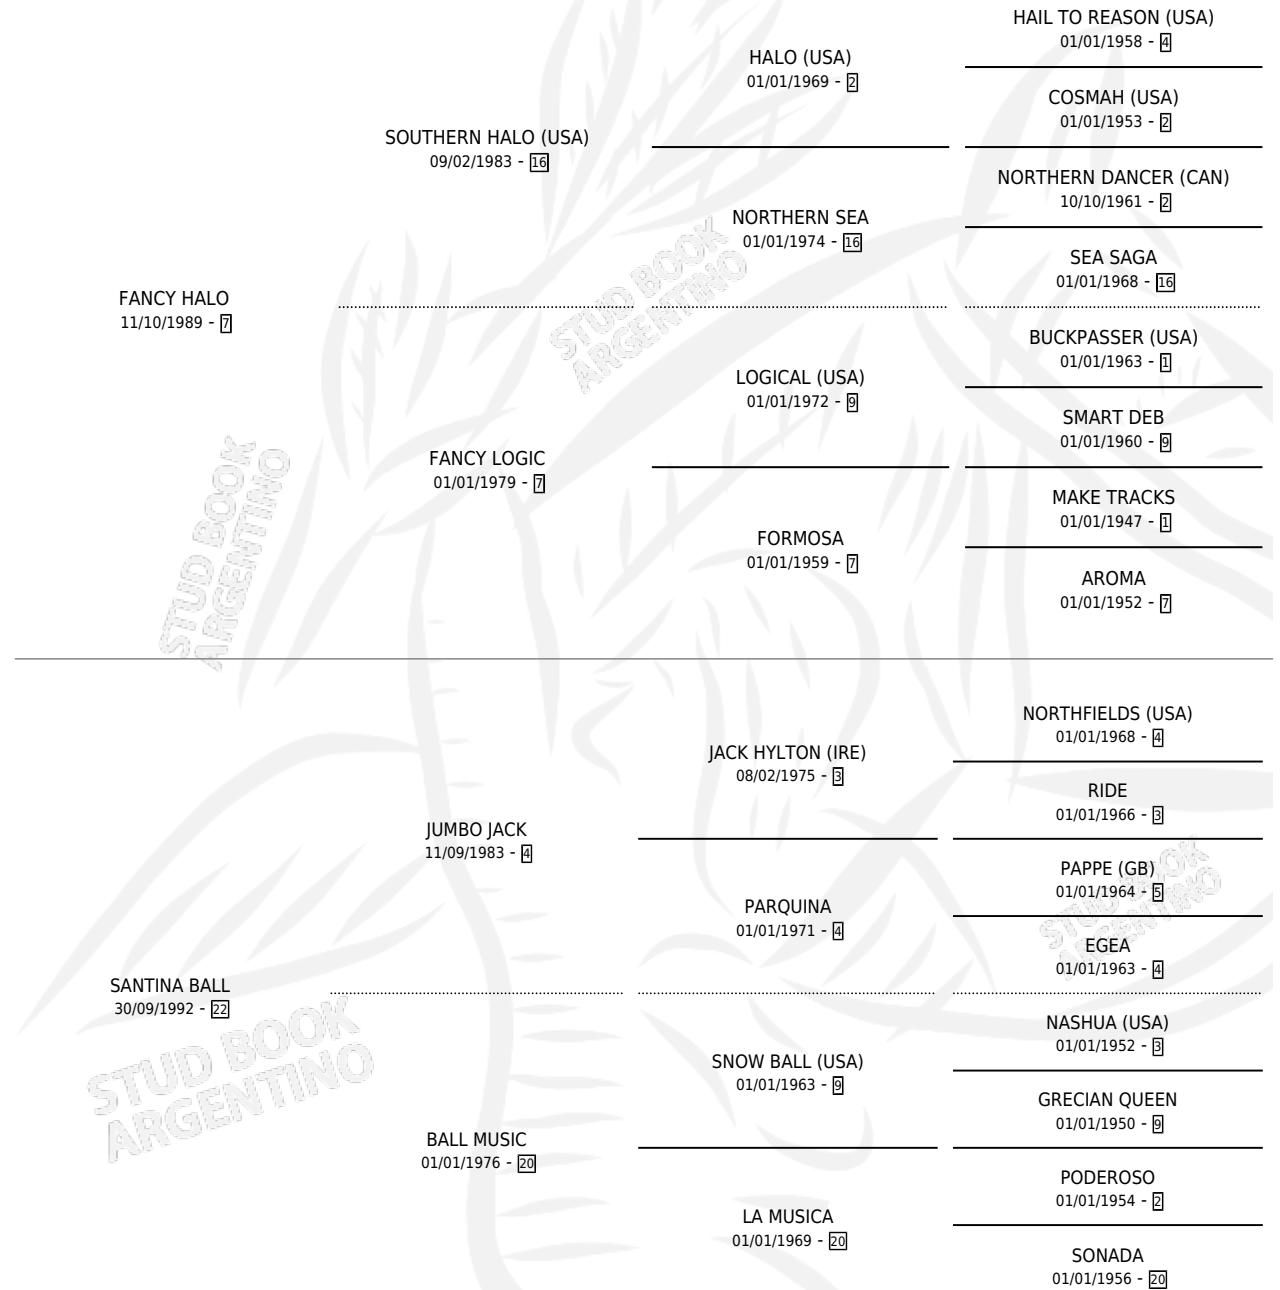 HAIL TO REASON (USA)
01/01/1958 - 4
HALO (USA)
01/01/1969 - 2
COSMAH (USA)
01/01/1953 - 2
SOUTHERN HALO (USA)
09/02/1983 - 16
NORTHERN DANCER (CAN)
10/10/1961 - 2
NORTHERN SEA
01/01/1974 - 16
SEA SAGA
01/01/1968 - 16
FANCY HALO
11/10/1989 - 7
BUCKPASSER (USA)
01/01/1963 - 1
LOGICAL (USA)
01/01/1972 - 9
SMART DEB
01/01/1960 - 9
FANCY LOGIC
01/01/1979 - 7
MAKE TRACKS
01/01/1947 - 1
FORMOSA
01/01/1959 - 7
AROMA
01/01/1952 - 7
NORTHFIELDS (USA)
01/01/1968 - 4
JACK HYLTON (IRE)
08/02/1975 - 3
RIDE
01/01/1966 - 3
JUMBO JACK
11/09/1983 - 4
PAPPE (GB)
01/01/1964 - 5
PARQUINA
01/01/1971 - 4
EGEA
01/01/1963 - 4
SANTINA BALL
30/09/1992 - 22
NASHUA (USA)
01/01/1952 - 3
SNOW BALL (USA)
01/01/1963 - 9
GRECIAN QUEEN
01/01/1950 - 9
BALL MUSIC
01/01/1976 - 20
PODEROSO
01/01/1954 - 2
LA MUSICA
01/01/1969 - 20
SONADA
01/01/1956 - 20
STUD BOOK
ARGENTINO
STUD BOOK
ARGENTINO
STUD BOOK
ARGENTINO
STUD BOOK
ARGENTINO